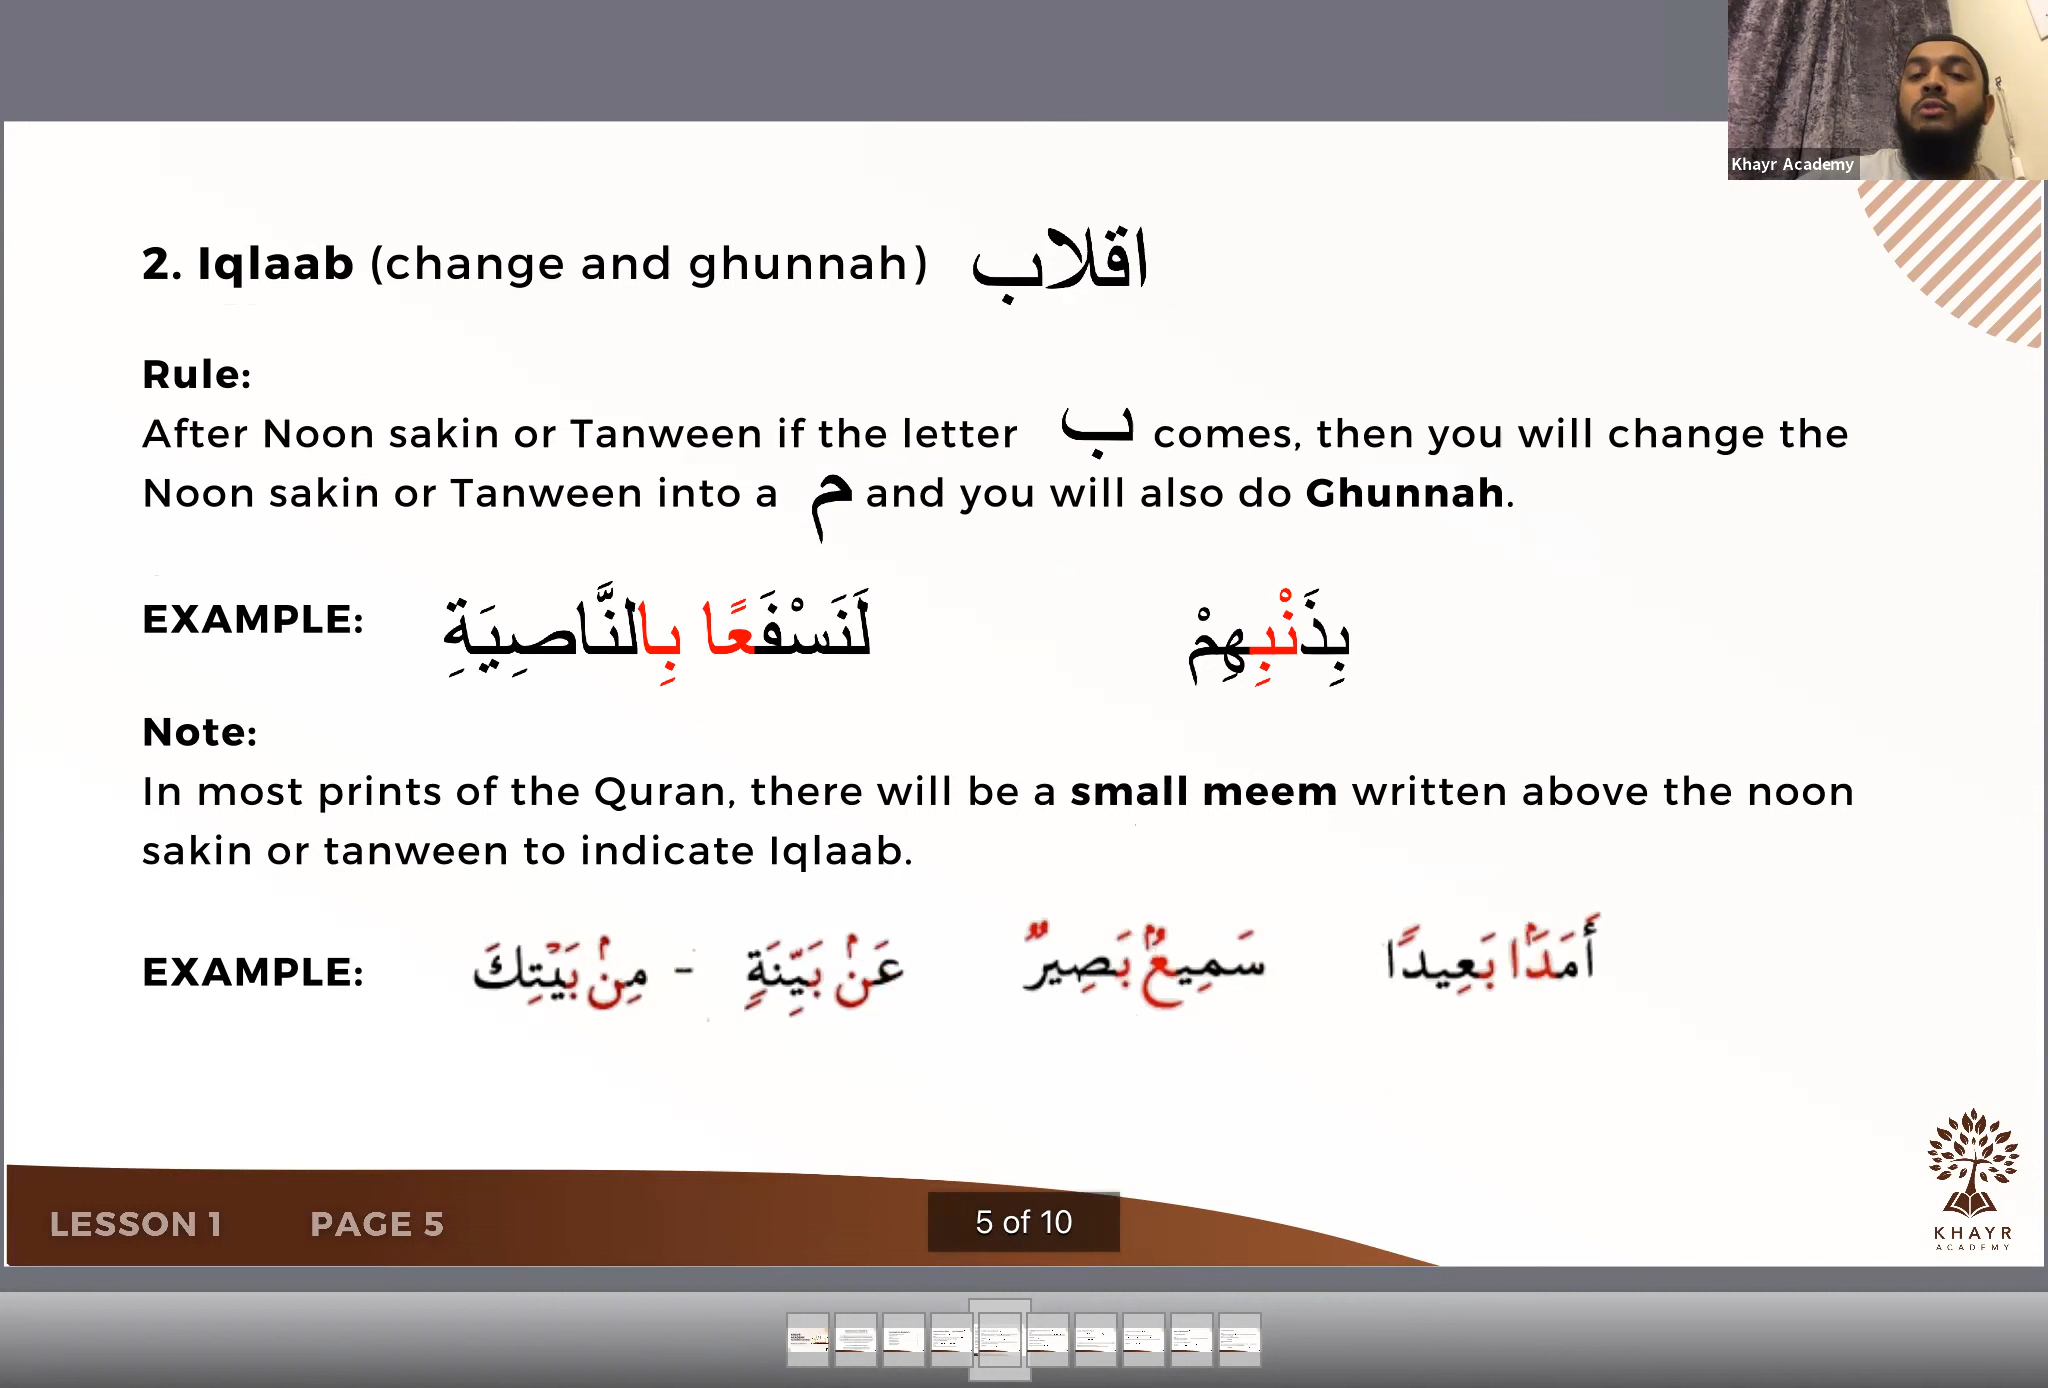 Khayr Academy
2. Iqlaab (change and ghunnah) اقلاب
Rule:
After Noon sakin or Tanween if the letter ب comes, then you will change the
Noon sakin or Tanween into a م and you will also do Ghunnah.
EXAMPLE: لَنَسْفَعًا بِالنَّاصِيَةِ بِذَنْبِهِمْ
Note:
In most prints of the Quran, there will be a small meem written above the noon
sakin or tanween to indicate Iqlaab.
EXAMPLE: مِنۢ بَيْتِكَ - عَنۢ بَيِّنَةٍ سَمِيعٌۢ بَصِيرٌ أَمَدَۢا بَعِيدًا
LESSON 1 PAGE 5
5 of 10
KHAYR
ACADEMY